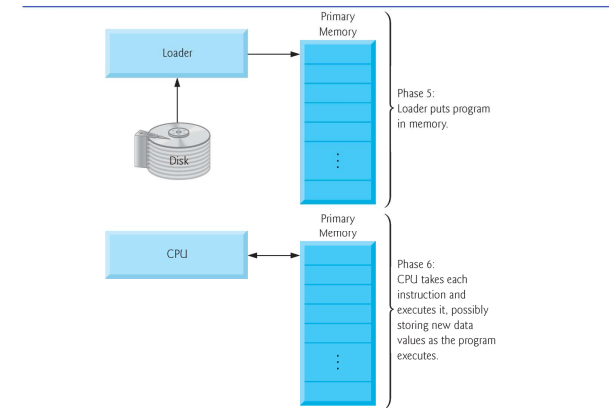 Primary
Memory
Loader
Disk
Phase 5:
Loader puts program
in memory.
Primary
Memory
CPU
Phase 6:
CPU takes each
instruction and
executes it, possibly
storing new data
values as the program
executes.